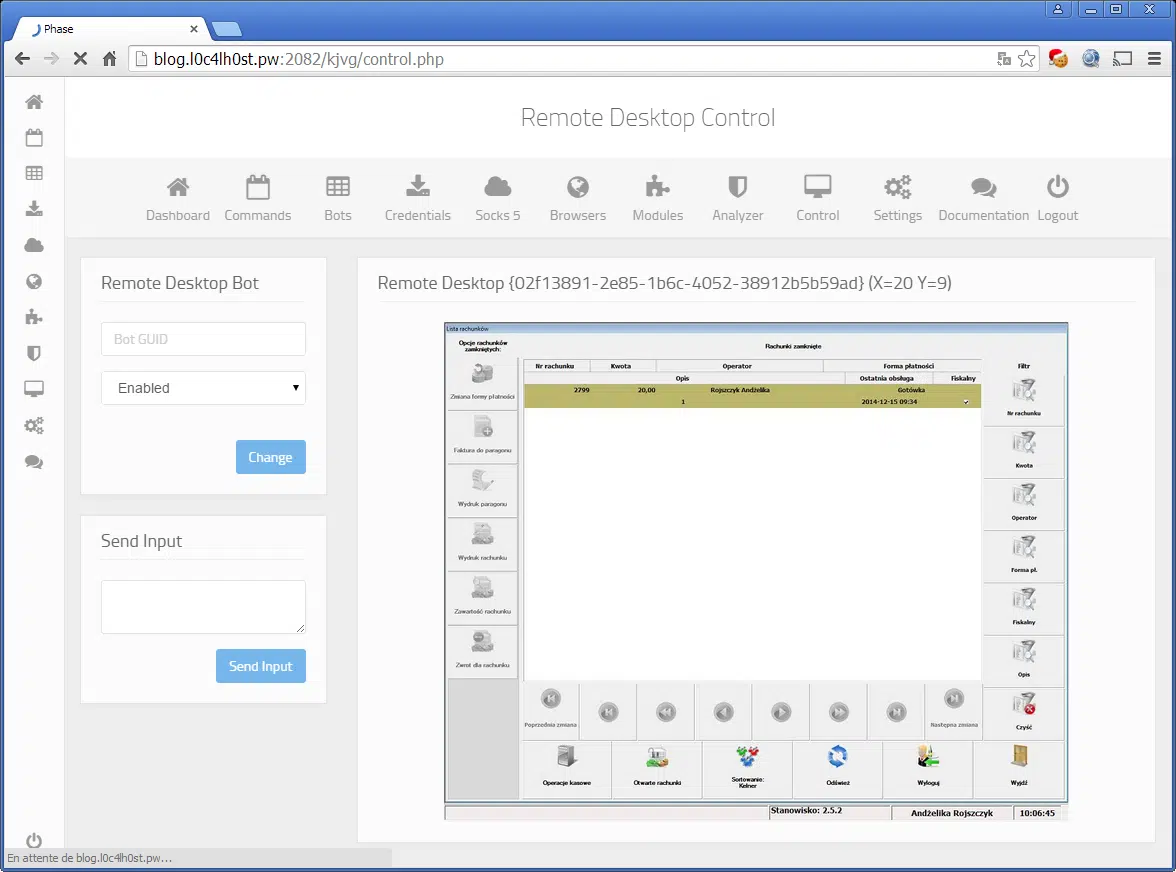 Phase
blog.l0c4lh0st.pw:2082/kjvg/control.php
Remote Desktop Control
Dashboard Commands Bots Credentials Socks 5 Browsers Modules Analyzer Control Settings Documentation Logout
Remote Desktop Bot
Bot GUID
Enabled
Change
Send Input
Send Input
Remote Desktop {02f13891-2e85-1b6c-4052-38912b5b59ad} (X=20 Y=9)
Lista rachunków
Opcje rachunków
zamkniętych:
Rachunki zamknięte
Nr rachunku Kwota Operator Forma płatności
Opis Ostatnia obsługa Fiskalny
2799 20,00 Rojszczyk Andżelika Gotówka
1 2014-12-15 09:34
Zmiana formy płatności
Faktura do paragonu
Wydruk paragonu
Wydruk rachunku
Zawartość rachunku
Zwrot dla rachunku
Filtr
Nr rachunku
Kwota
Operator
Forma pł.
Fiskalny
Opis
Czyść
Poprzednia zmiana
Następna zmiana
Operacje kasowe
Otwarte rachunki
Sortowanie:
Kelner
Odśwież
Wyloguj
Wyjdź
Stanowisko: 2.5.2 Andżelika Rojszczyk 10:06:45
En attente de blog.l0c4lh0st.pw...